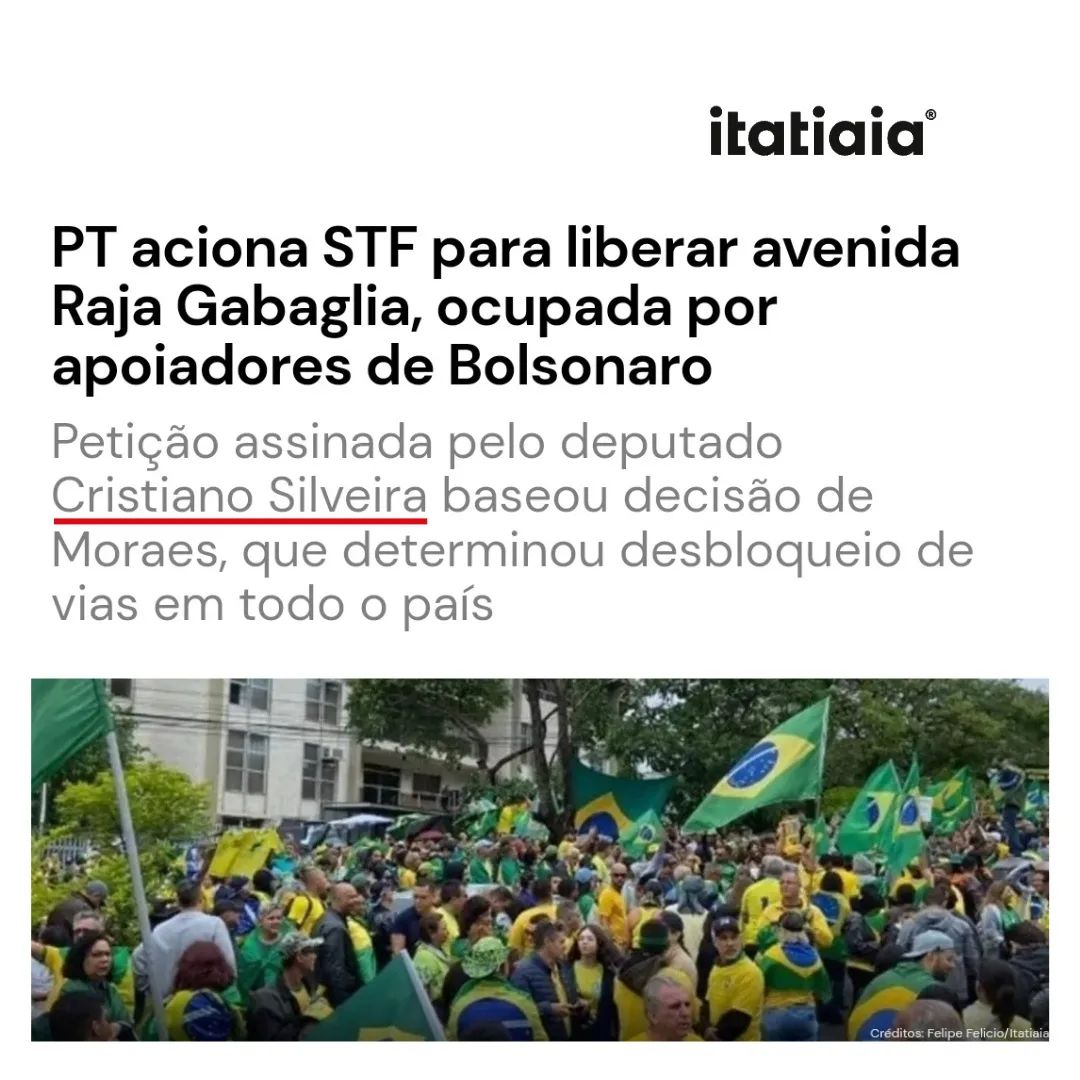 itatiaia®
PT aciona STF para liberar avenida
Raja Gabaglia, ocupada por
apoiadores de Bolsonaro
Petição assinada pelo deputado
Cristiano Silveira baseou decisão de
Moraes, que determinou desbloqueio de
vias em todo o país
Créditos: Felipe Felicio/Itatiaia